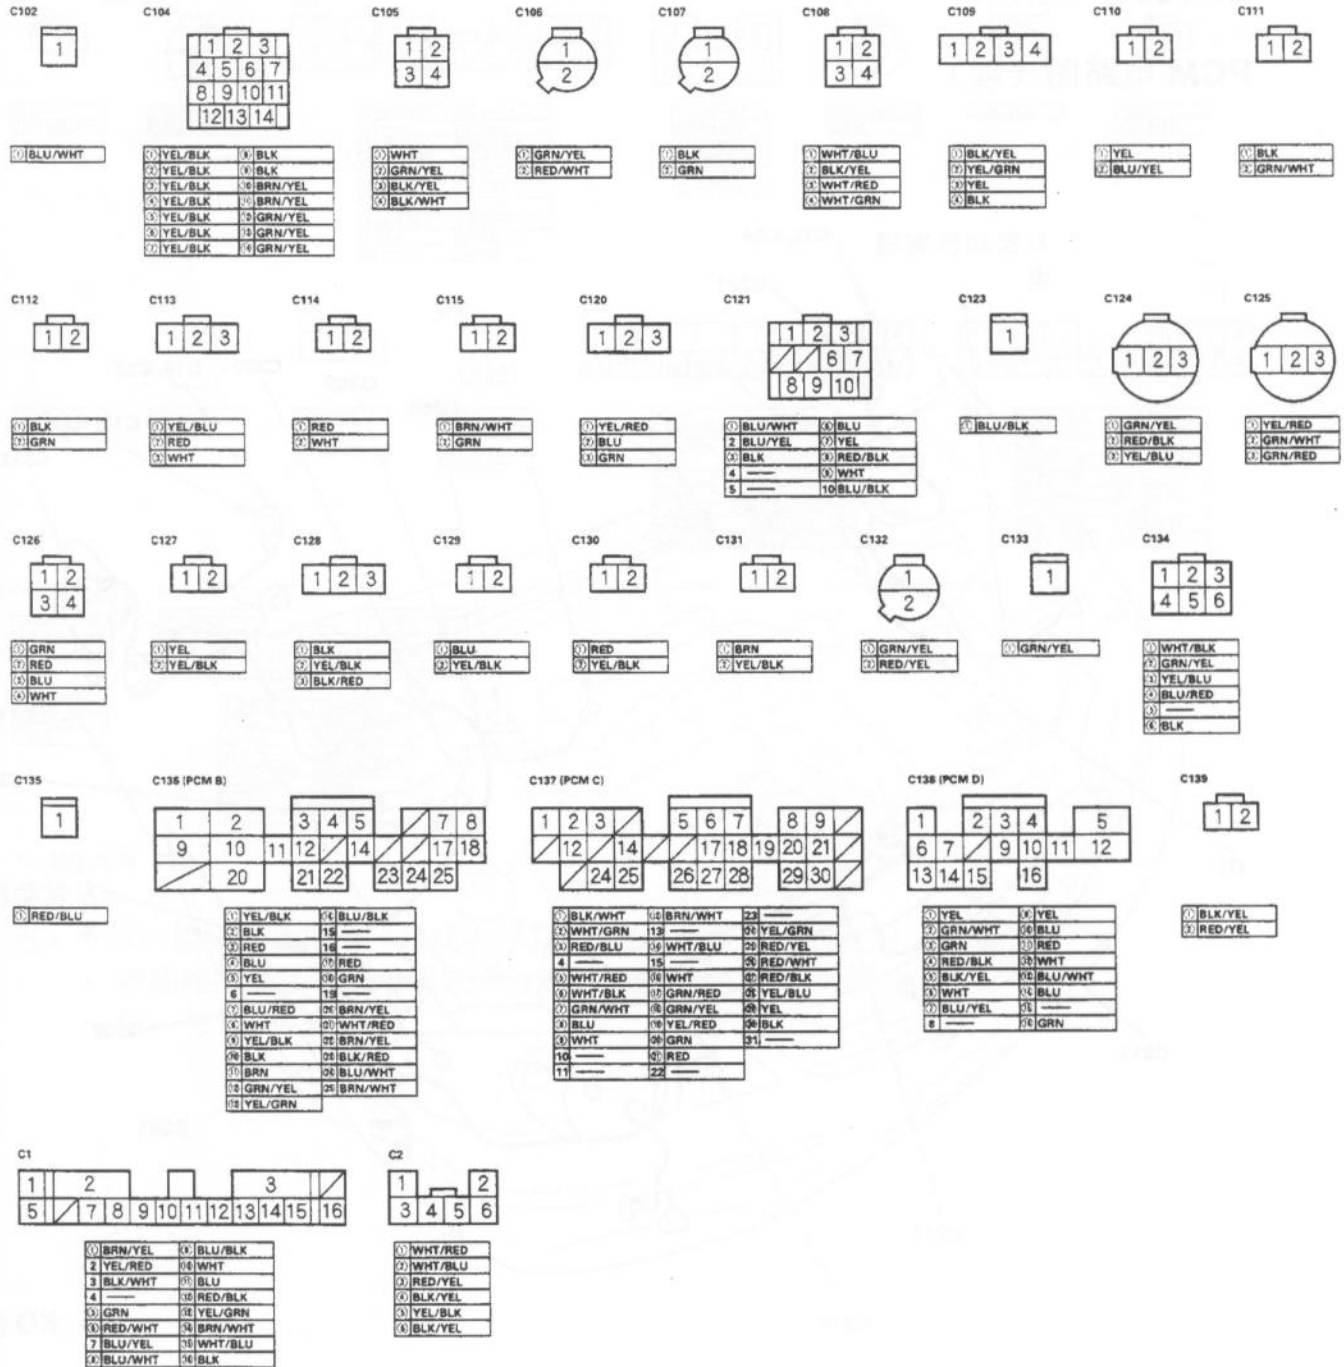 C102 C104 C105 C106 C107 C108 C109 C110 C111
1
1 2 3
4 5 6 7
8 9 10 11
12 13 14
1 2
3 4
1
2
1
2
1 2
3 4
1 2 3 4
1 2
1 2
① BLU/WHT
① YEL/BLK ⑧ BLK
② YEL/BLK ⑨ BLK
③ YEL/BLK ⑩ BRN/YEL
④ YEL/BLK ⑪ BRN/YEL
⑤ YEL/BLK ⑫ GRN/YEL
⑥ YEL/BLK ⑬ GRN/YEL
⑦ YEL/BLK ⑭ GRN/YEL
① WHT
② GRN/YEL
③ BLK/YEL
④ BLK/WHT
① GRN/YEL
② RED/WHT
① BLK
② GRN
① WHT/BLU
② BLK/YEL
③ WHT/RED
④ WHT/GRN
① BLK/YEL
② YEL/GRN
③ YEL
④ BLK
① YEL
② BLU/YEL
① BLK
② GRN/WHT
C112 C113 C114 C115 C120 C121 C123 C124 C125
1 2
1 2 3
1 2
1 2
1 2 3
1 2 3
6 7
8 9 10
1
1 2 3
1 2 3
① BLK
② GRN
① YEL/BLU
② RED
③ WHT
① RED
② WHT
① BRN/WHT
② GRN
① YEL/RED
② BLU
③ GRN
① BLU/WHT ⑥ BLU
2 BLU/YEL ⑦ YEL
③ BLK ⑧ RED/BLK
4 — ⑨ WHT
5 — 10 BLU/BLK
① BLU/BLK
① GRN/YEL
② RED/BLK
③ YEL/BLU
① YEL/RED
② GRN/WHT
③ GRN/RED
C126 C127 C128 C129 C130 C131 C132 C133 C134
1 2
3 4
1 2
1 2 3
1 2
1 2
1 2
1
2
1
1 2 3
4 5 6
① GRN
② RED
③ BLU
④ WHT
① YEL
② YEL/BLK
① BLK
② YEL/BLK
③ BLK/RED
① BLU
② YEL/BLK
① RED
② YEL/BLK
① BRN
② YEL/BLK
① GRN/YEL
② RED/YEL
① GRN/YEL
① WHT/BLK
② GRN/YEL
③ YEL/BLU
④ BLU/RED
⑤ —
⑥ BLK
C135 C136 (PCM B) C137 (PCM C) C138 (PCM D) C139
1
1 2 3 4 5 7 8
9 10 11 12 14 17 18
20 21 22 23 24 25
1 2 3 5 6 7 8 9
12 14 17 18 19 20 21
24 25 26 27 28 29 30
1 2 3 4 5
6 7 9 10 11 12
13 14 15 16
1 2
① RED/BLU
① YEL/BLK ⑭ BLU/BLK
② BLK 15 —
③ RED 16 —
④ BLU ⑰ RED
⑤ YEL ⑱ GRN
6 — 19 —
⑦ BLU/RED ⑳ BRN/YEL
⑧ WHT ㉑ WHT/RED
⑨ YEL/BLK ㉒ BRN/YEL
⑩ BLK ㉓ BLK/RED
⑪ BRN ㉔ BLU/WHT
⑫ GRN/YEL ㉕ BRN/WHT
⑬ YEL/GRN
① BLK/WHT ⑫ BRN/WHT 23 —
② WHT/GRN 13 — ㉔ YEL/GRN
③ RED/BLU ⑭ WHT/BLU ㉕ RED/YEL
4 — 15 — ㉖ RED/WHT
⑤ WHT/RED ⑯ WHT ㉗ RED/BLK
⑥ WHT/BLK ⑰ GRN/RED ㉘ YEL/BLU
⑦ GRN/WHT ⑱ GRN/YEL ㉙ YEL
⑧ BLU ⑲ YEL/RED ㉚ BLK
⑨ WHT ⑳ GRN 31 —
10 — ㉑ RED
11 — 22 —
① YEL ⑨ YEL
② GRN/WHT ⑩ BLU
③ GRN ⑪ RED
④ RED/BLK ⑫ WHT
⑤ BLK/YEL ⑬ BLU/WHT
⑥ WHT ⑭ BLU
⑦ BLU/YEL ⑮ —
8 — ⑯ GRN
① BLK/YEL
② RED/YEL
C1 C2
1 2 3
5 7 8 9 10 11 12 13 14 15 16
1 2
3 4 5 6
① BRN/YEL ⑨ BLU/BLK
2 YEL/RED ⑩ WHT
3 BLK/WHT ⑪ BLU
4 — ⑫ RED/BLK
⑤ GRN ⑬ YEL/GRN
⑥ RED/WHT ⑭ BRN/WHT
7 BLU/YEL ⑮ WHT/BLU
⑧ BLU/WHT ⑯ BLK
① WHT/RED
② WHT/BLU
③ RED/YEL
④ BLK/YEL
⑤ YEL/BLK
⑥ BLK/YEL